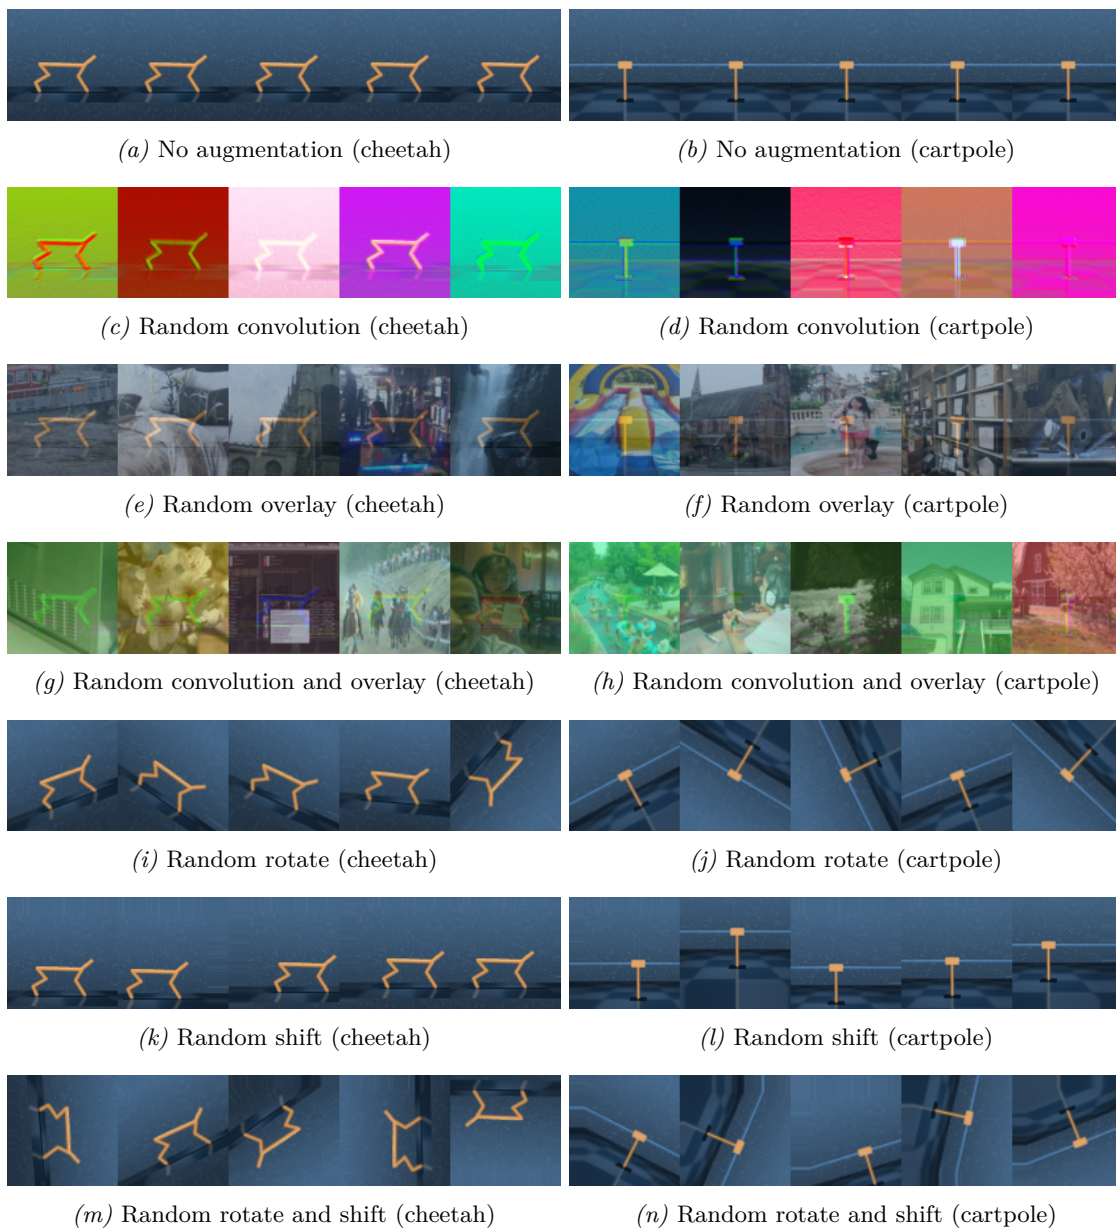 (a) No augmentation (cheetah)
(b) No augmentation (cartpole)
(c) Random convolution (cheetah)
(d) Random convolution (cartpole)
(e) Random overlay (cheetah)
(f) Random overlay (cartpole)
(g) Random convolution and overlay (cheetah)
(h) Random convolution and overlay (cartpole)
(i) Random rotate (cheetah)
(j) Random rotate (cartpole)
(k) Random shift (cheetah)
(l) Random shift (cartpole)
(m) Random rotate and shift (cheetah)
(n) Random rotate and shift (cartpole)